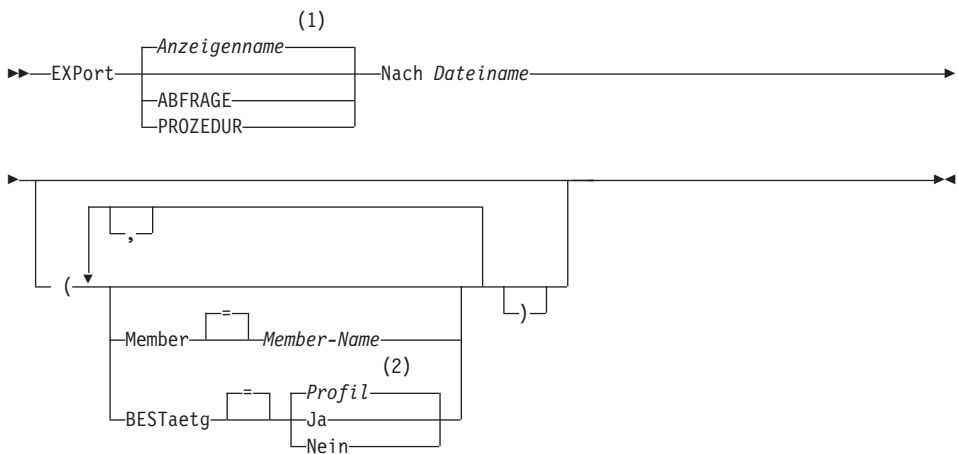 (1)
Anzeigenname
EXPort Nach Dateiname
ABFRAGE
PROZEDUR
,
(
)
=
Member Member-Name
(2)
= Profil
BESTaetg Ja
Nein